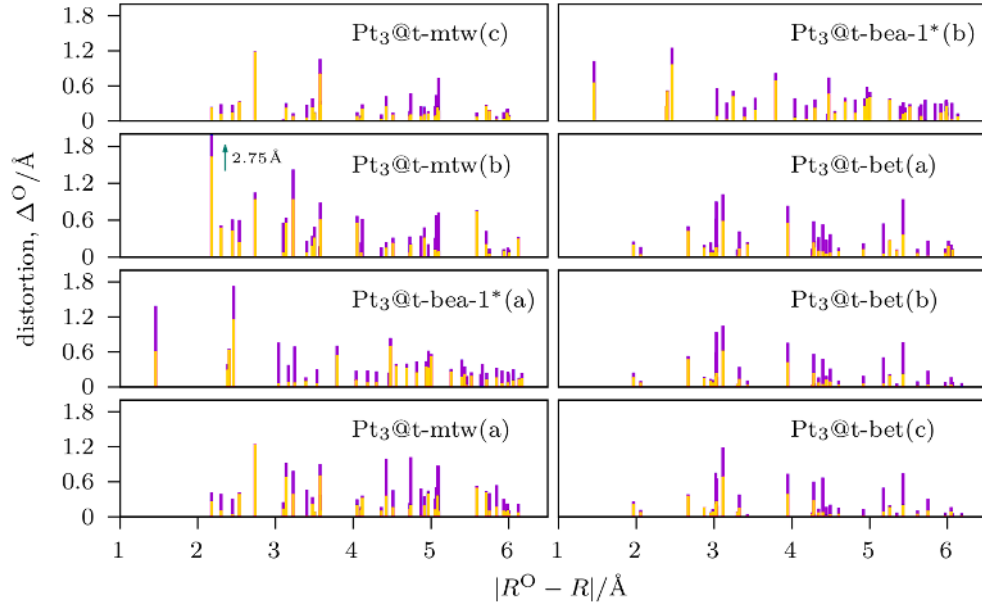 distortion, Δᴼ/Å
1.8
1.2
0.6
0
Pt₃@t-mtw(c)
Pt₃@t-bea-1*(b)
1.8
1.2
0.6
0
2.75 Å
Pt₃@t-mtw(b)
Pt₃@t-bet(a)
1.8
1.2
0.6
0
Pt₃@t-bea-1*(a)
Pt₃@t-bet(b)
1.8
1.2
0.6
0
Pt₃@t-mtw(a)
Pt₃@t-bet(c)
1 2 3 4 5 6 1 2 3 4 5 6
|Rᴼ − R|/Å